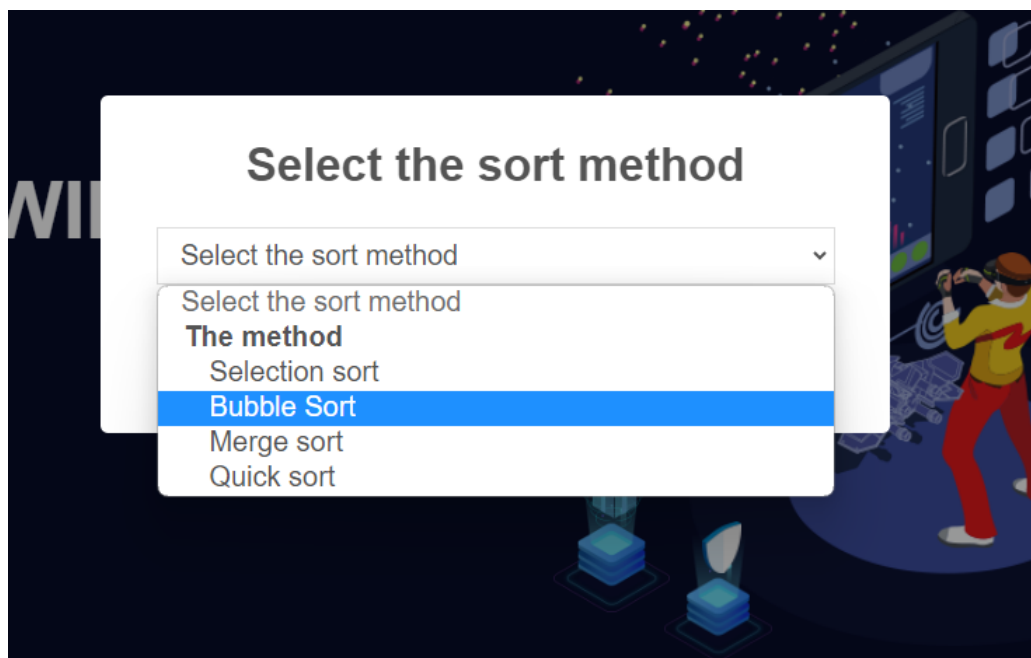 Select the sort method
Select the sort method
Select the sort method
The method
Selection sort
Bubble Sort
Merge sort
Quick sort